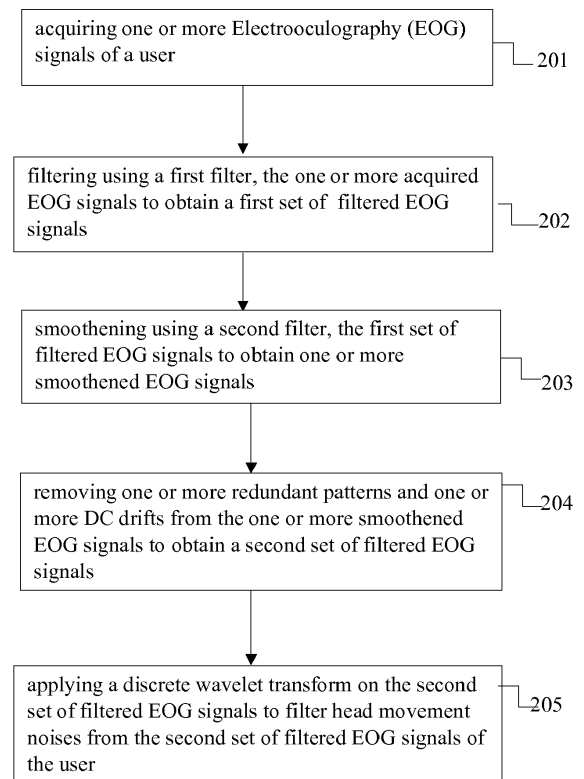 acquiring one or more Electrooculography (EOG)
signals of a user
201
filtering using a first filter, the one or more acquired
EOG signals to obtain a first set of filtered EOG
signals
202
smoothening using a second filter, the first set of
filtered EOG signals to obtain one or more
smoothened EOG signals
203
removing one or more redundant patterns and one or
more DC drifts from the one or more smoothened
EOG signals to obtain a second set of filtered EOG
signals
204
applying a discrete wavelet transform on the second
set of filtered EOG signals to filter head movement
noises from the second set of filtered EOG signals of
the user
205